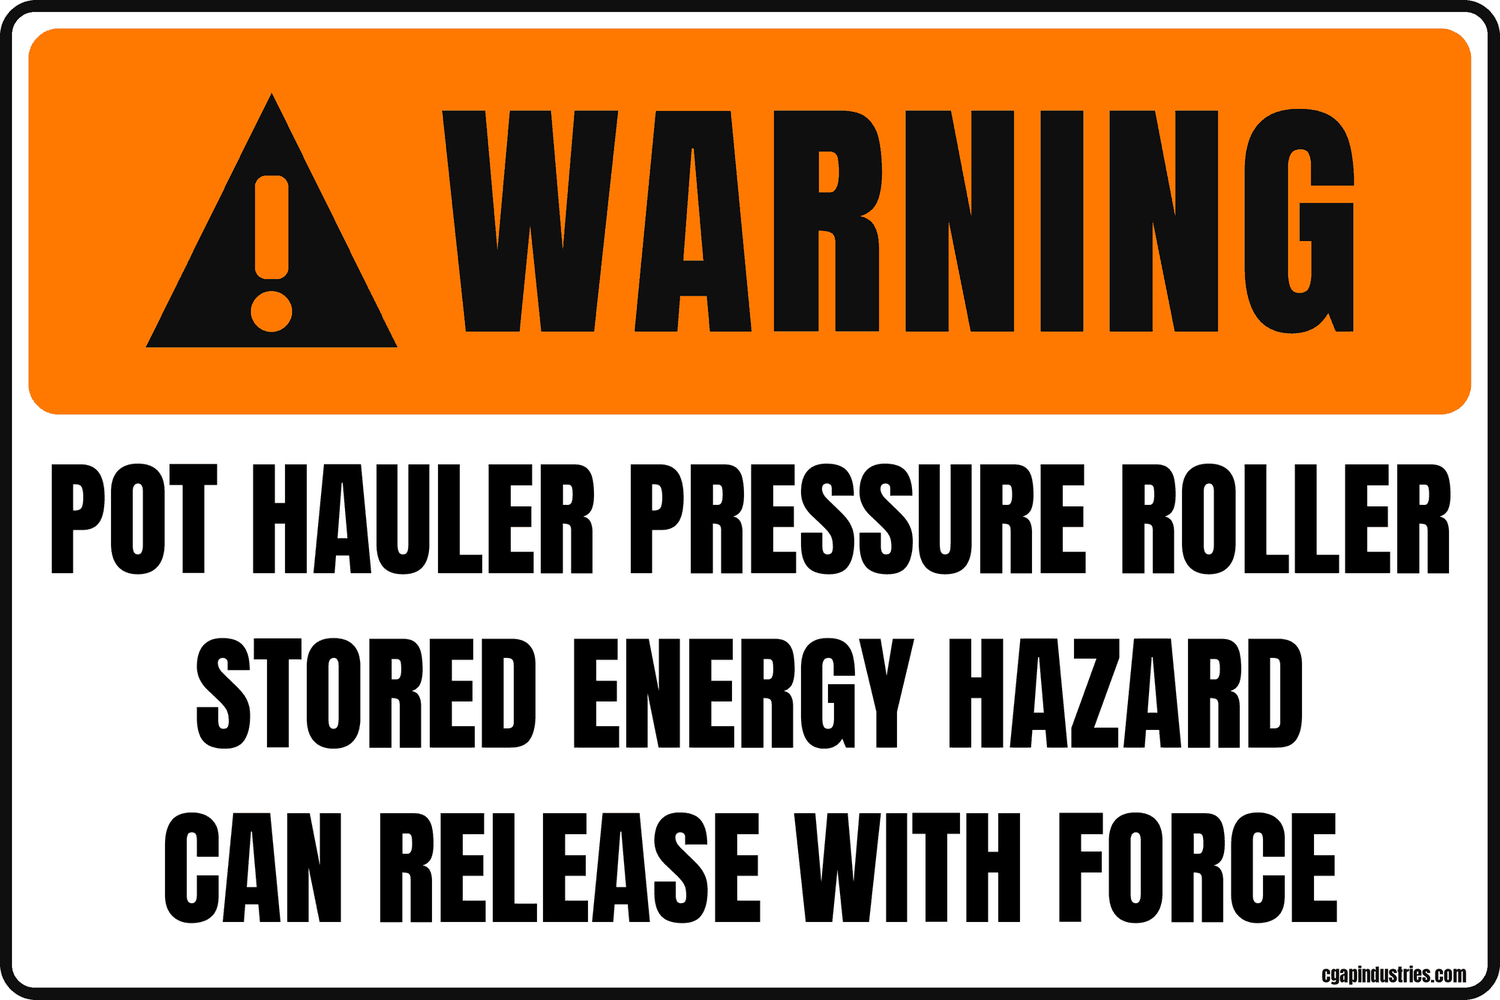 WARNING
POT HAULER PRESSURE ROLLER
STORED ENERGY HAZARD
CAN RELEASE WITH FORCE
cgapindustries.com